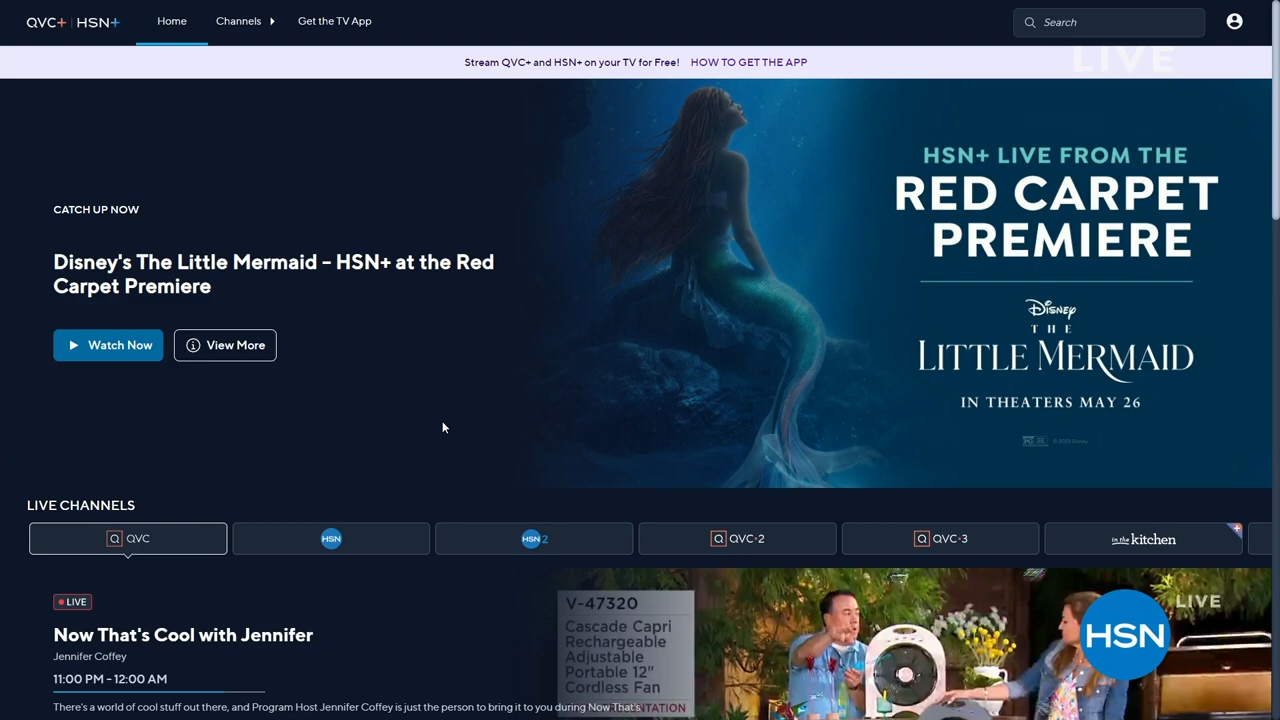 QVC+ | HSN+
Home
Channels
Get the TV App
Search
LIVE
Stream QVC+ and HSN+ on your TV for Free! HOW TO GET THE APP
CATCH UP NOW
Disney's The Little Mermaid - HSN+ at the Red
Carpet Premiere
Watch Now
View More
HSN+ LIVE FROM THE
RED CARPET
PREMIERE
Disney
THE
LITTLE MERMAID
IN THEATERS MAY 26
© 2023 Disney
LIVE CHANNELS
QVC
HSN
HSN 2
QVC-2
QVC-3
in the kitchen
LIVE
Now That's Cool with Jennifer
Jennifer Coffey
11:00 PM - 12:00 AM
There's a world of cool stuff out there, and Program Host Jennifer Coffey is just the person to bring it to you during Now That's
V-47320
Cascade Capri
Rechargeable
Adjustable
Portable 12"
Cordless Fan
LIVE
HSN